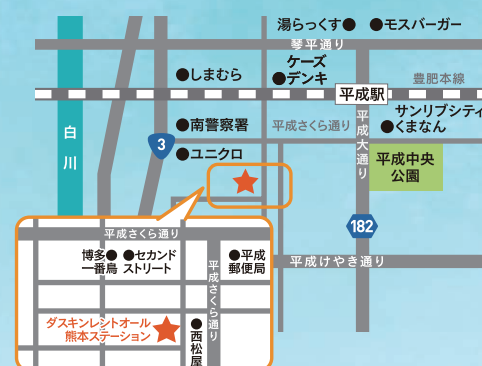 湯らっくす
モスバーガー
琴平通り
ケーズ
デンキ
しまむら
豊肥本線
平成駅
サンリブシティ
くまなん
南警察署
平成さくら通り
平成大通り
白川
3
ユニクロ
平成中央
公園
182
平成さくら通り
平成けやき通り
博多
一番鳥
セカンド
ストリート
平成
郵便局
平成さくら通り
ダスキンレントオール
熊本ステーション
西松屋